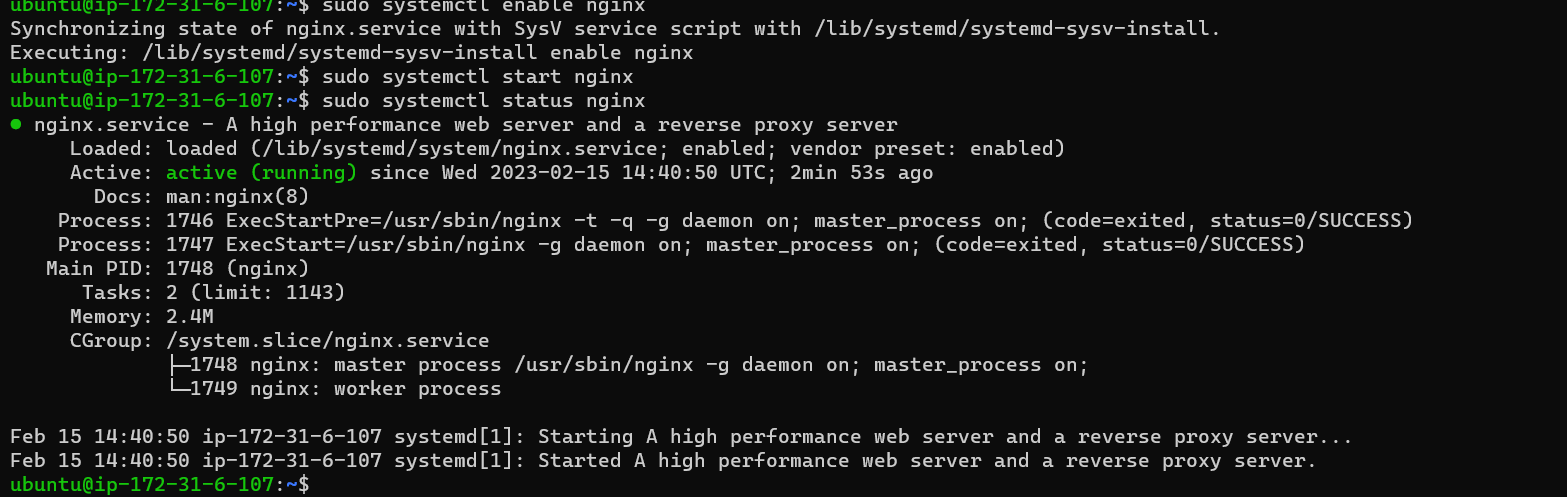 ubuntu@ip-172-31-6-107:~$ sudo systemctl enable nginx
Synchronizing state of nginx.service with SysV service script with /lib/systemd/systemd-sysv-install.
Executing: /lib/systemd/systemd-sysv-install enable nginx
ubuntu@ip-172-31-6-107:~$ sudo systemctl start nginx
ubuntu@ip-172-31-6-107:~$ sudo systemctl status nginx
● nginx.service - A high performance web server and a reverse proxy server
     Loaded: loaded (/lib/systemd/system/nginx.service; enabled; vendor preset: enabled)
     Active: active (running) since Wed 2023-02-15 14:40:50 UTC; 2min 53s ago
       Docs: man:nginx(8)
    Process: 1746 ExecStartPre=/usr/sbin/nginx -t -q -g daemon on; master_process on; (code=exited, status=0/SUCCESS)
    Process: 1747 ExecStart=/usr/sbin/nginx -g daemon on; master_process on; (code=exited, status=0/SUCCESS)
   Main PID: 1748 (nginx)
      Tasks: 2 (limit: 1143)
     Memory: 2.4M
     CGroup: /system.slice/nginx.service
             ├─1748 nginx: master process /usr/sbin/nginx -g daemon on; master_process on;
             └─1749 nginx: worker process
Feb 15 14:40:50 ip-172-31-6-107 systemd[1]: Starting A high performance web server and a reverse proxy server...
Feb 15 14:40:50 ip-172-31-6-107 systemd[1]: Started A high performance web server and a reverse proxy server.
ubuntu@ip-172-31-6-107:~$